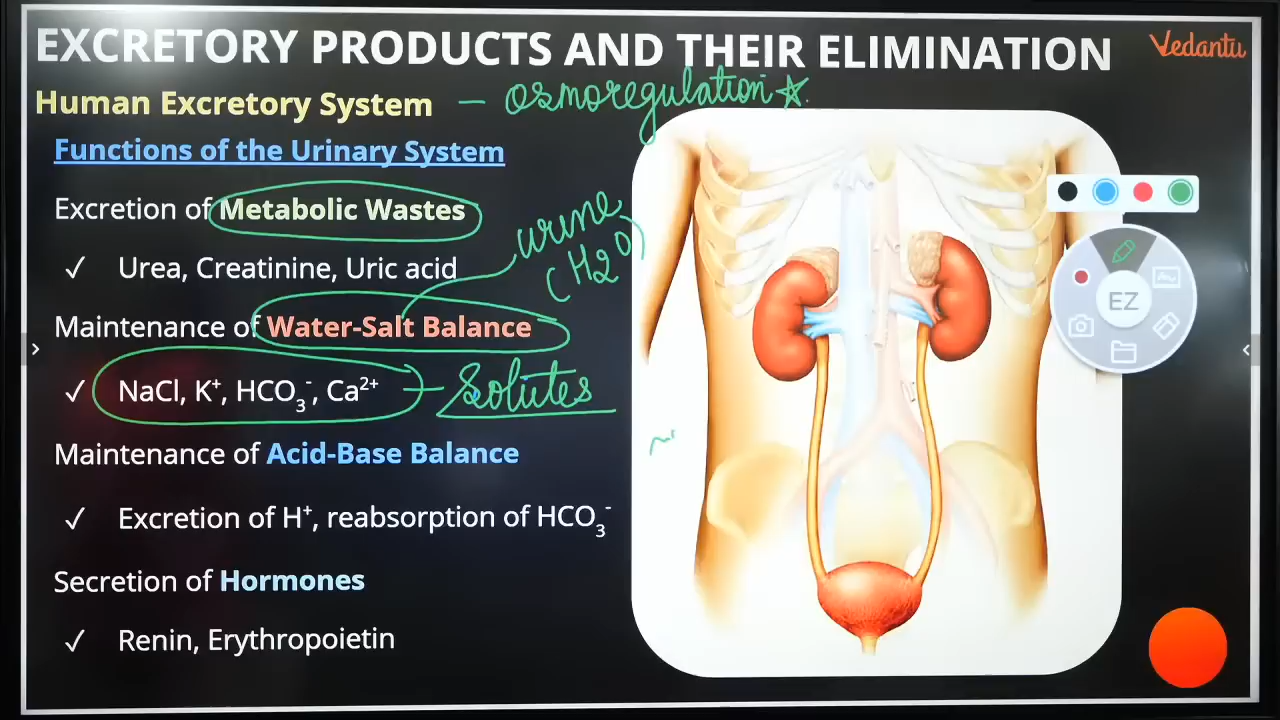 EXCRETORY PRODUCTS AND THEIR ELIMINATION
Vedantu
Human Excretory System - osmoregulation
Functions of the Urinary System
Excretion of Metabolic Wastes
urine
(H2O)
✓ Urea, Creatinine, Uric acid
Maintenance of Water-Salt Balance
✓ NaCl, K⁺, HCO₃⁻, Ca²⁺ - Solutes
Maintenance of Acid-Base Balance
✓ Excretion of H⁺, reabsorption of HCO₃⁻
Secretion of Hormones
✓ Renin, Erythropoietin
EZ